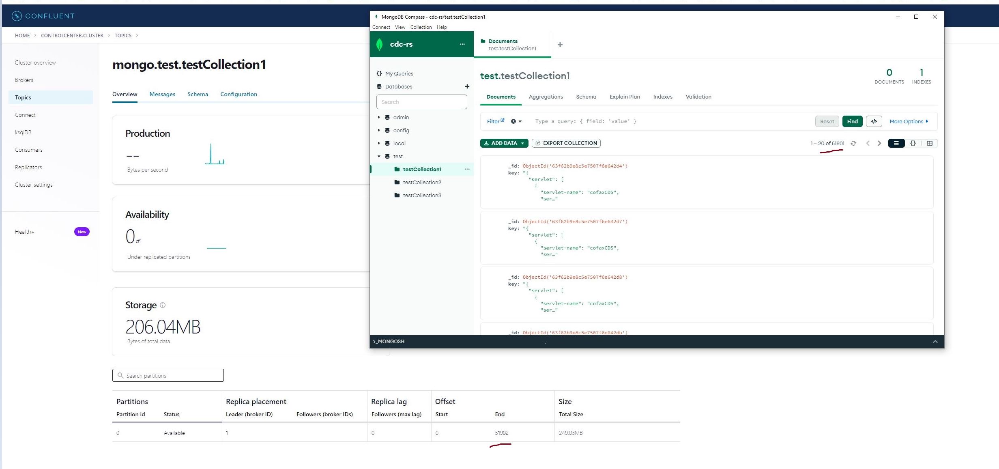 CONFLUENT
HOME > CONTROLCENTER.CLUSTER > TOPICS >
Cluster overview
Brokers
Topics
Connect
ksqlDB
Consumers
Replicators
Cluster settings
Health+ New
mongo.test.testCollection1
Overview Messages Schema Configuration
Production
--
Bytes per second
Availability
0 of 1
Under replicated partitions
Storage
206.04MB
Bytes of total data
Search partitions
Partitions Replica placement Replica lag Offset Size
Partition id Status Leader (broker ID) Followers (broker IDs) Followers (max lag) Start End Total Size
0 Available 1 0 0 51902 249.03MB
MongoDB Compass - cdc-rs/test.testCollection1
Connect View Collection Help
cdc-rs ...
My Queries
Databases +
Search
admin
config
local
test
testCollection1 ...
testCollection2
testCollection3
Documents
test.testCollection1
+
test.testCollection1
0 DOCUMENTS
1 INDEXES
Documents Aggregations Schema Explain Plan Indexes Validation
Filter Type a query: { field: 'value' } Reset Find </> More Options
ADD DATA EXPORT COLLECTION 1 – 20 of 51901 {}
_id: ObjectId('63f62b9e8c5e7507f6e642d4')
key: "{
"servlet": [
{
"servlet-name": "cofaxCDS",
"ser…"
_id: ObjectId('63f62b9e8c5e7507f6e642d7')
key: "{
"servlet": [
{
"servlet-name": "cofaxCDS",
"ser…"
_id: ObjectId('63f62b9e8c5e7507f6e642d8')
key: "{
"servlet": [
{
"servlet-name": "cofaxCDS",
"ser…"
_id: ObjectId('63f62b9e8c5e7507f6e642db')
>_MONGOSH